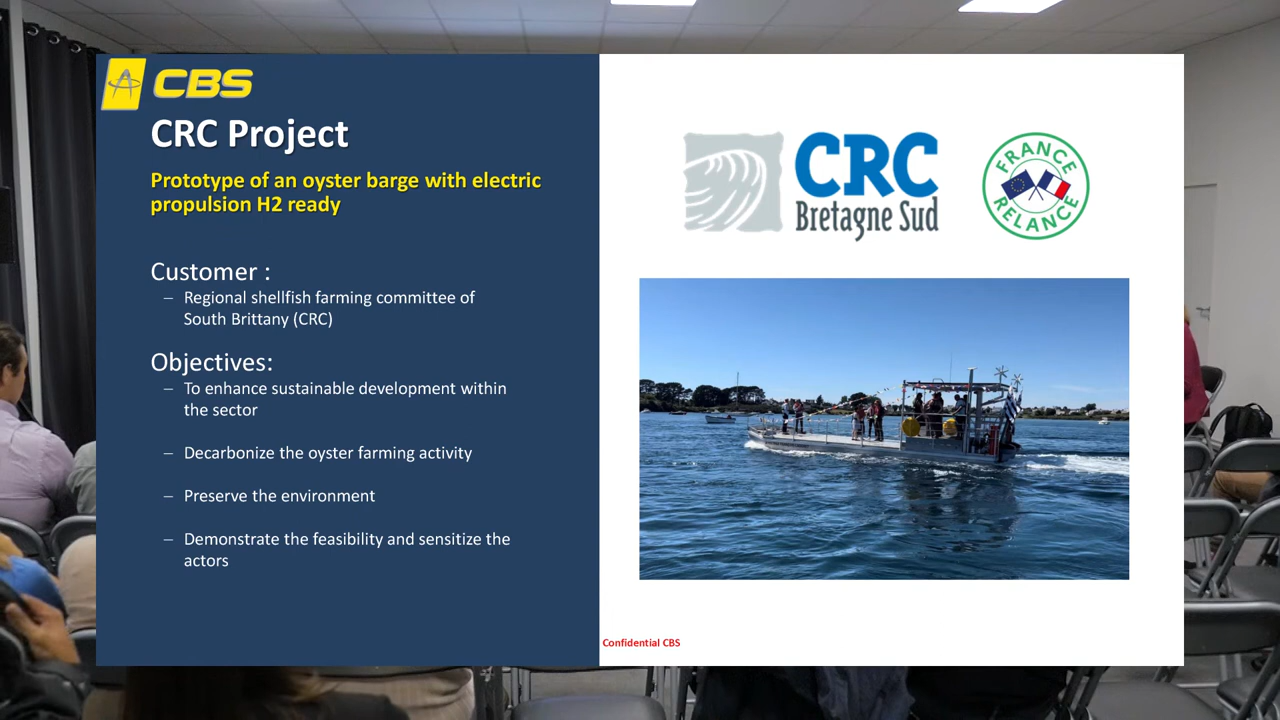 CBS
CRC Project
Prototype of an oyster barge with electric
propulsion H2 ready
Customer :
– Regional shellfish farming committee of
South Brittany (CRC)
Objectives:
– To enhance sustainable development within
the sector
– Decarbonize the oyster farming activity
– Preserve the environment
– Demonstrate the feasibility and sensitize the
actors
CRC
Bretagne Sud
FRANCE
RELANCE
Confidential CBS